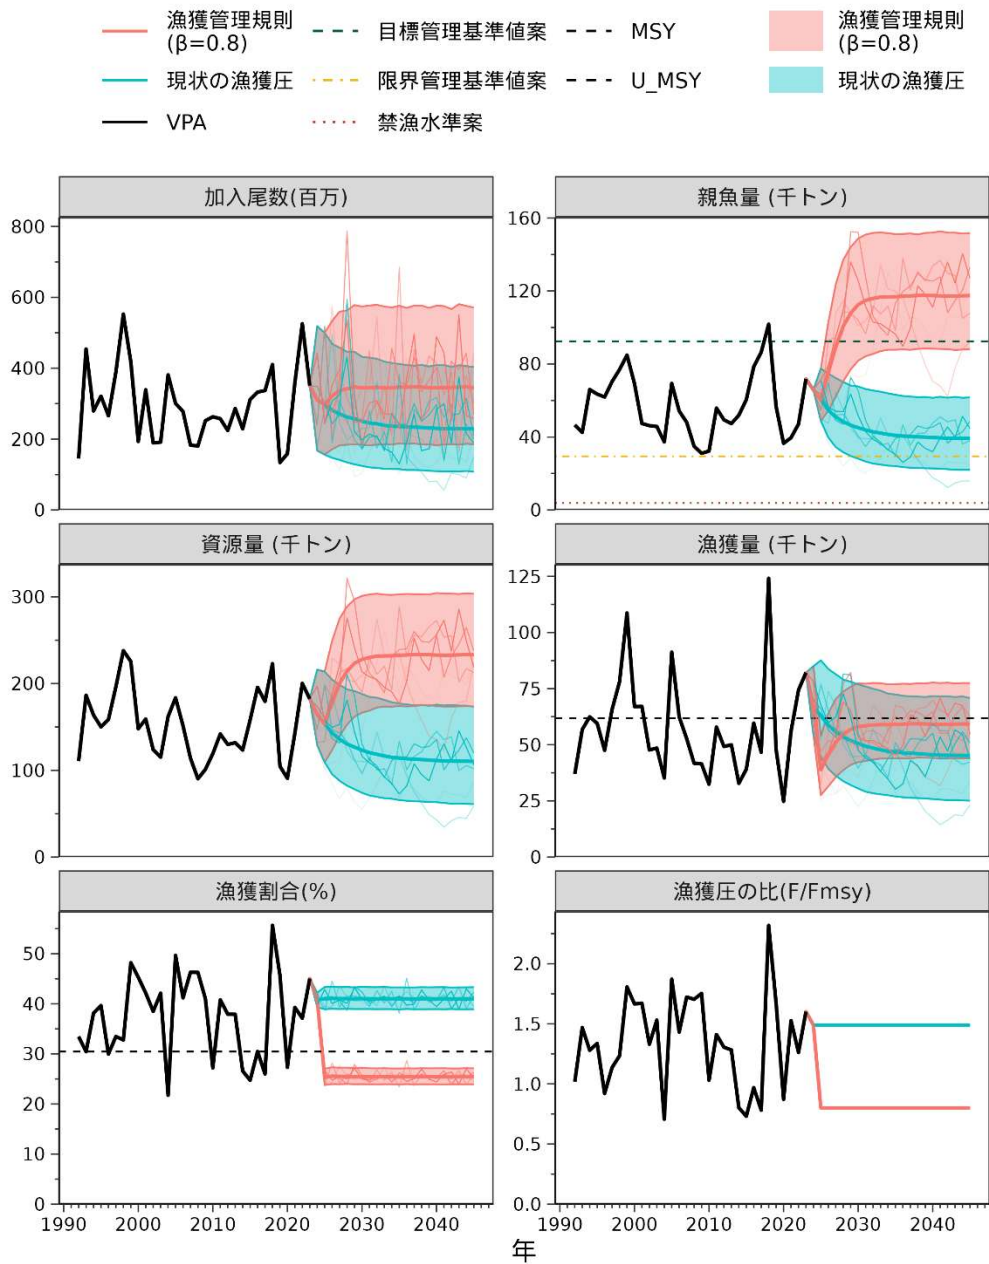 漁獲管理規則
(β=0.8)
目標管理基準値案
MSY
漁獲管理規則
(β=0.8)
現状の漁獲圧
限界管理基準値案
U_MSY
現状の漁獲圧
VPA
禁漁水準案
加入尾数(百万)
800
600
400
200
0
親魚量 (千トン)
160
120
80
40
0
資源量 (千トン)
300
200
100
0
漁獲量 (千トン)
125
100
75
50
25
0
漁獲割合(%)
50
40
30
20
10
0
1990 2000 2010 2020 2030 2040
漁獲圧の比(F/Fmsy)
2.0
1.5
1.0
0.5
0.0
1990 2000 2010 2020 2030 2040
年